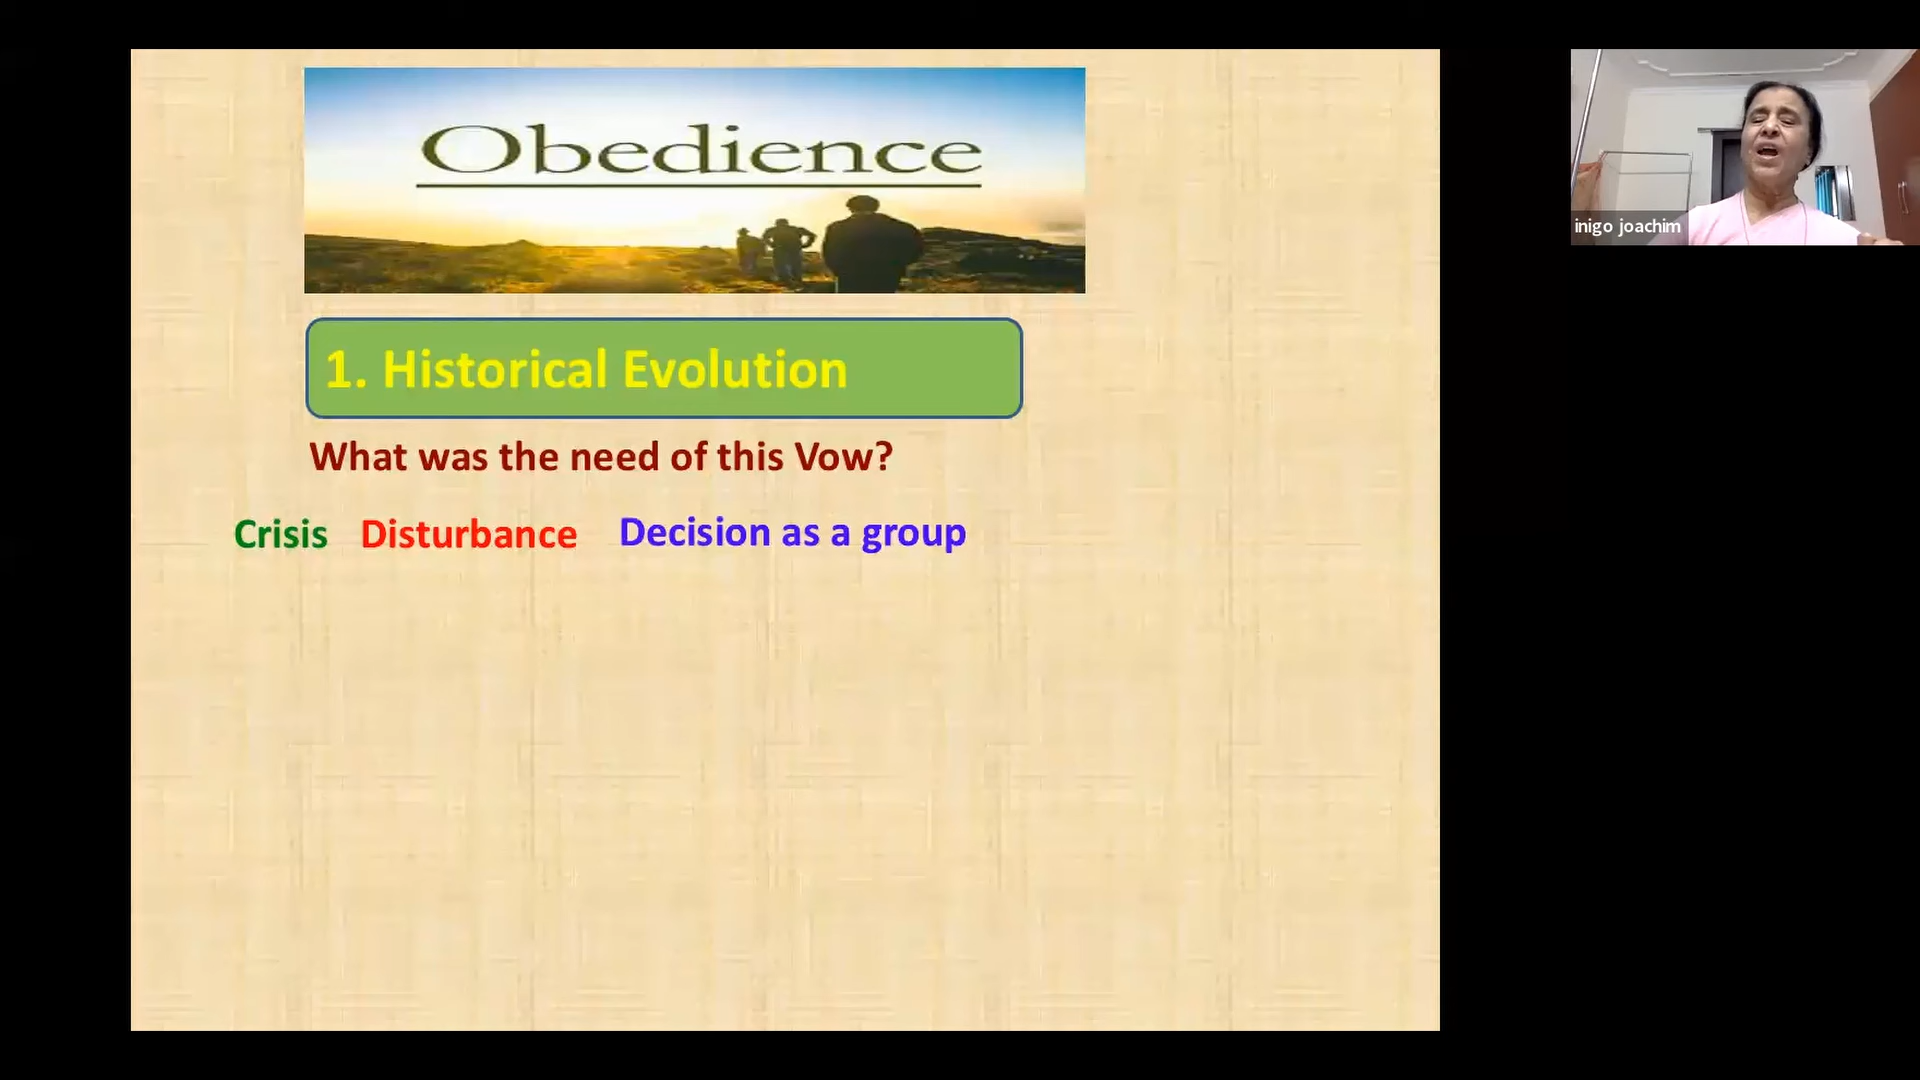 Obedience
1. Historical Evolution
What was the need of this Vow?
Crisis Disturbance Decision as a group
inigo joachim